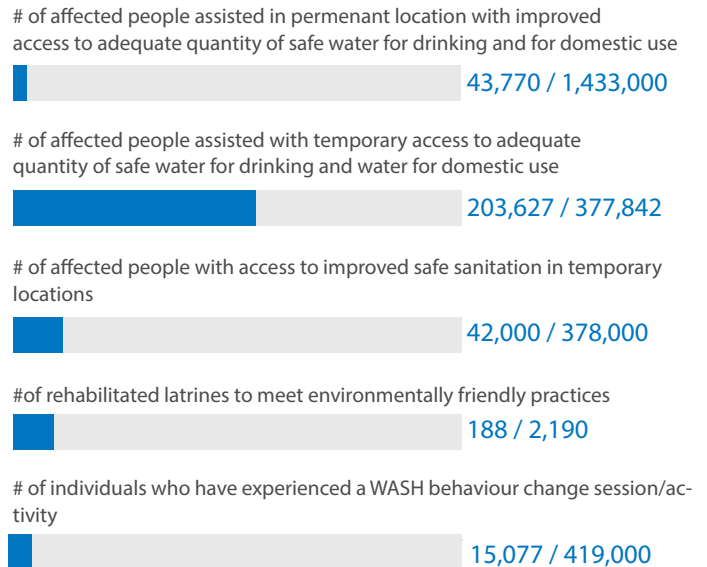 # of affected people assisted in permenant location with improved
access to adequate quantity of safe water for drinking and for domestic use
43,770 / 1,433,000
# of affected people assisted with temporary access to adequate
quantity of safe water for drinking and water for domestic use
203,627 / 377,842
# of affected people with access to improved safe sanitation in temporary
locations
42,000 / 378,000
#of rehabilitated latrines to meet environmentally friendly practices
188 / 2,190
# of individuals who have experienced a WASH behaviour change session/ac-
tivity
15,077 / 419,000